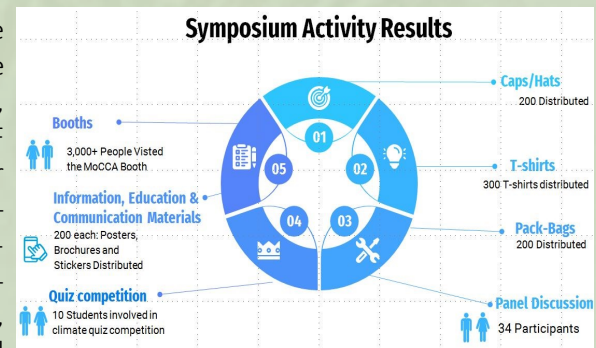 Symposium Activity Results
Caps/Hats
200 Distributed
T-shirts
300 T-shirts distributed
Pack-Bags
200 Distributed
Panel Discussion
34 Participants
Booths
3,000+ People Visted
the MoCCA Booth
Information, Education &
Communication Materials
200 each: Posters,
Brochures and
Stickers Distributed
Quiz competition
10 Students involved in
climate quiz competition
01
02
03
04
05